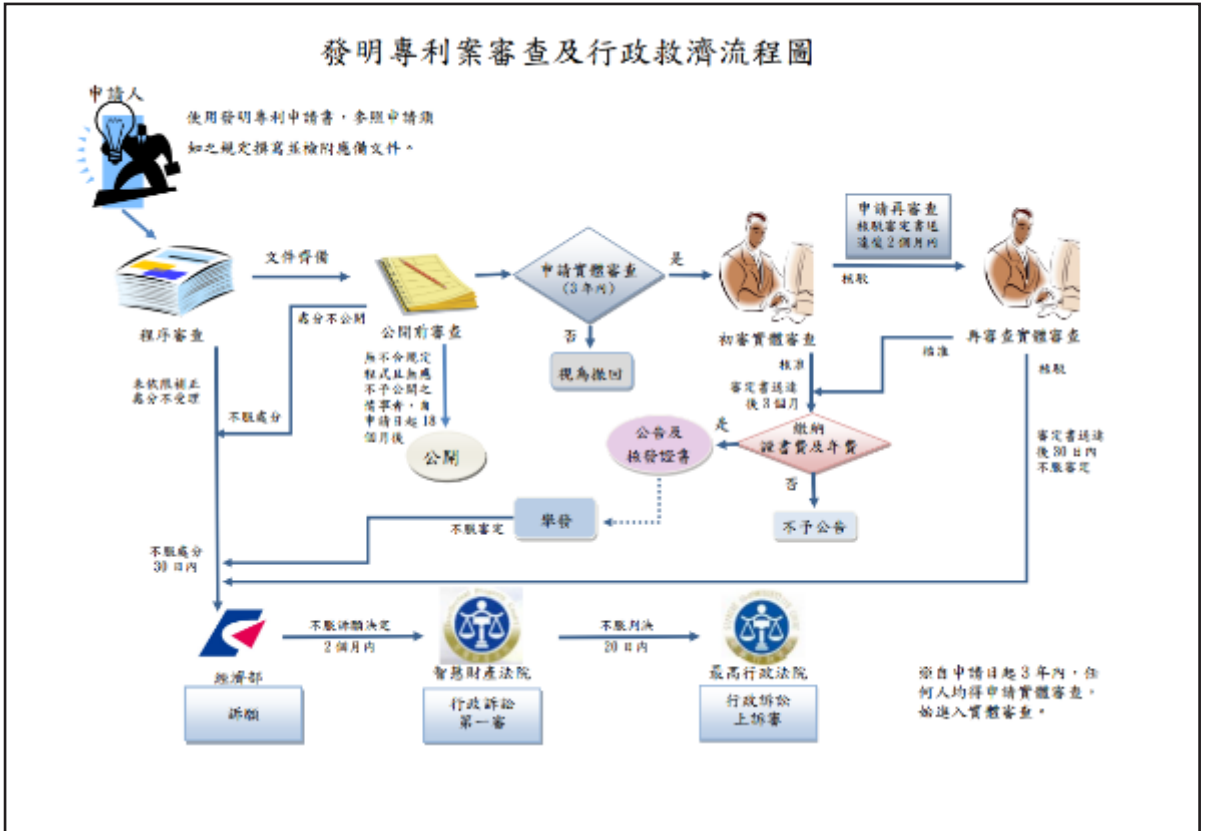 發明專利案審查及行政救濟流程圖
申請人
使用發明專利申請書，參照申請須
知之規定撰寫並檢附應備文件。
文件齊備
程序審查
公開前審查
申請實體審查
（3 年內）
是
否
視為撤回
初審實體審查
申請再審查
核駁審定書送
達後 2 個月內
核駁
再審查實體審查
處分不公開
不服處分
未依限補正
處分不受理
無不合規定
程式且無應
不予公開之
情事者，自
申請日起 18
個月後
公開
核准
核准
核駁
審定書送達
後 3 個月
繳納
證書費及年費
是
公告及
核發證書
否
不予公告
審定書送達
後 30 日內
不服審定
舉發
不服審定
不服處分
30 日內
經濟部
訴願
不服訴願決定
2 個月內
智慧財產法院
行政訴訟
第一審
不服判決
20 日內
最高行政法院
行政訴訟
上訴審
※自申請日起 3 年內，任
何人均得申請實體審查，
始進入實體審查。